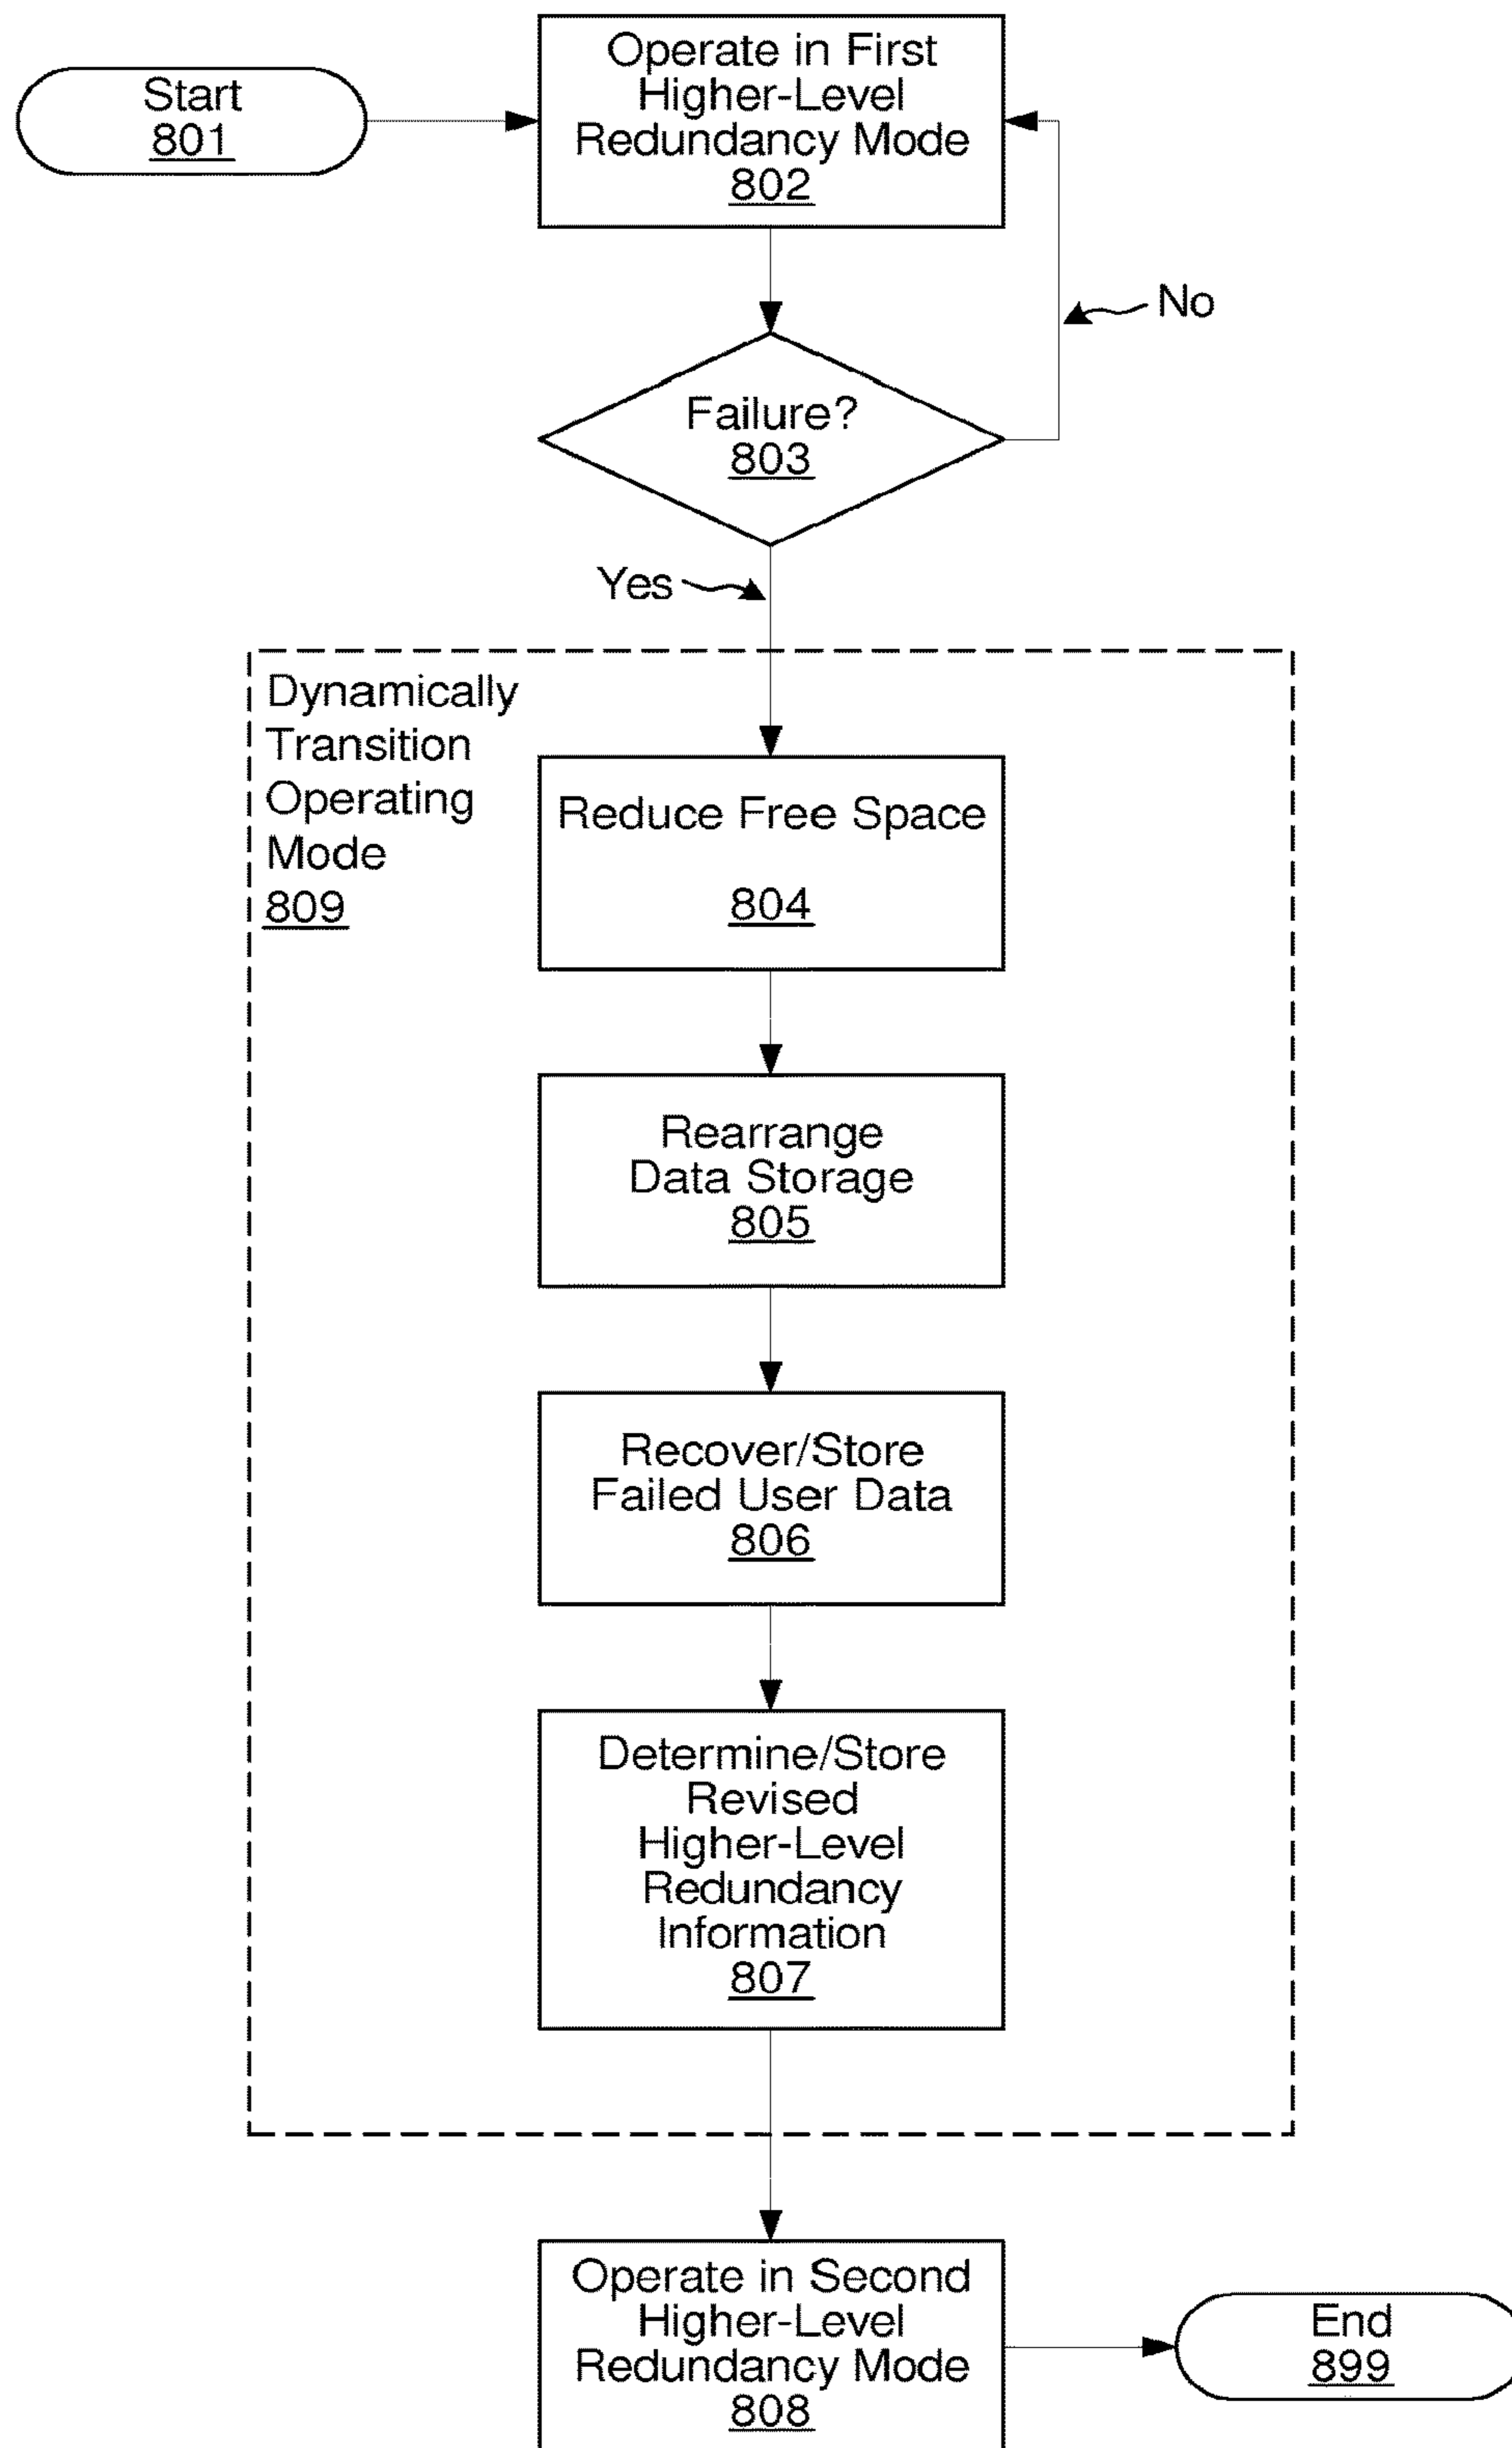 Start
801
Operate in First
Higher-Level
Redundancy Mode
802
No
Failure?
803
Yes
Dynamically
Transition
Operating
Mode
809
Reduce Free Space
804
Rearrange
Data Storage
805
Recover/Store
Failed User Data
806
Determine/Store
Revised
Higher-Level
Redundancy
Information
807
Operate in Second
Higher-Level
Redundancy Mode
808
End
899